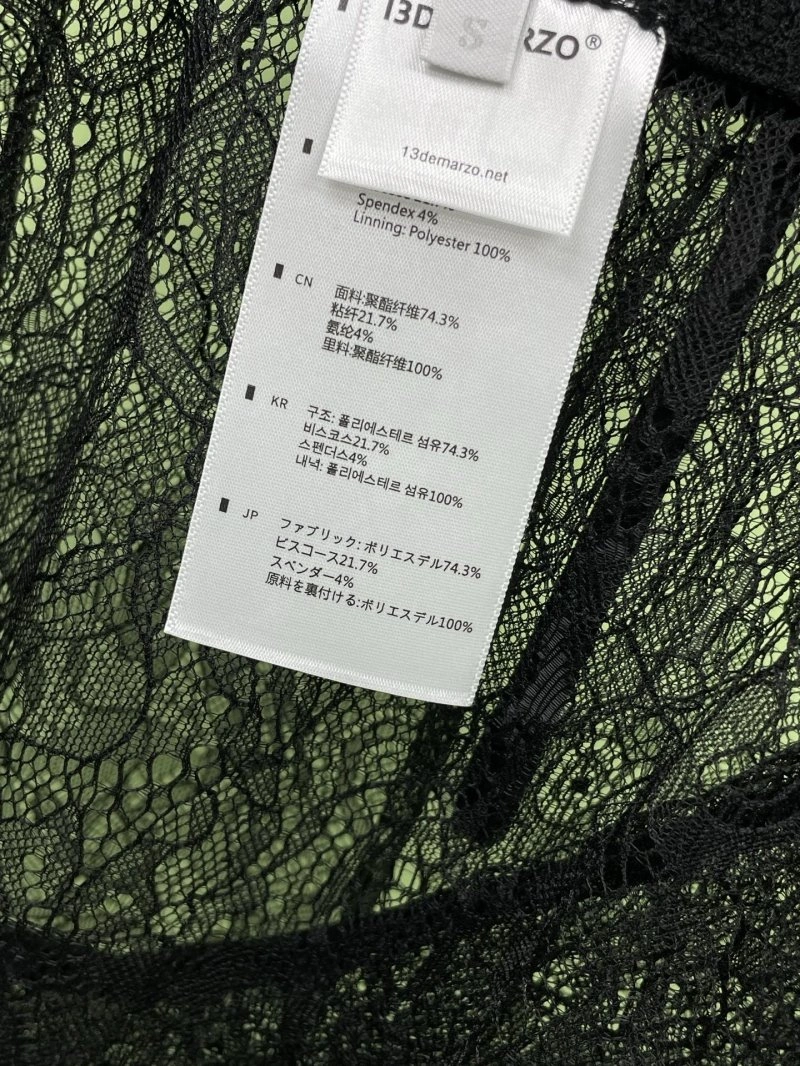 13D
S
RZO®
13demarzo.net
Spendex 4%
Linning: Polyester 100%
CN
面料:聚酯纤维74.3%
粘纤21.7%
氨纶4%
里料:聚酯纤维100%
KR
구조: 폴리에스테르 섬유74.3%
비스코스21.7%
스펜더스4%
내녁: 폴리에스테르 섬유100%
JP
ファブリック: ポリエスデル74.3%
ビスコース21.7%
スペンダー4%
原料を裏付ける:ポリエスデル100%